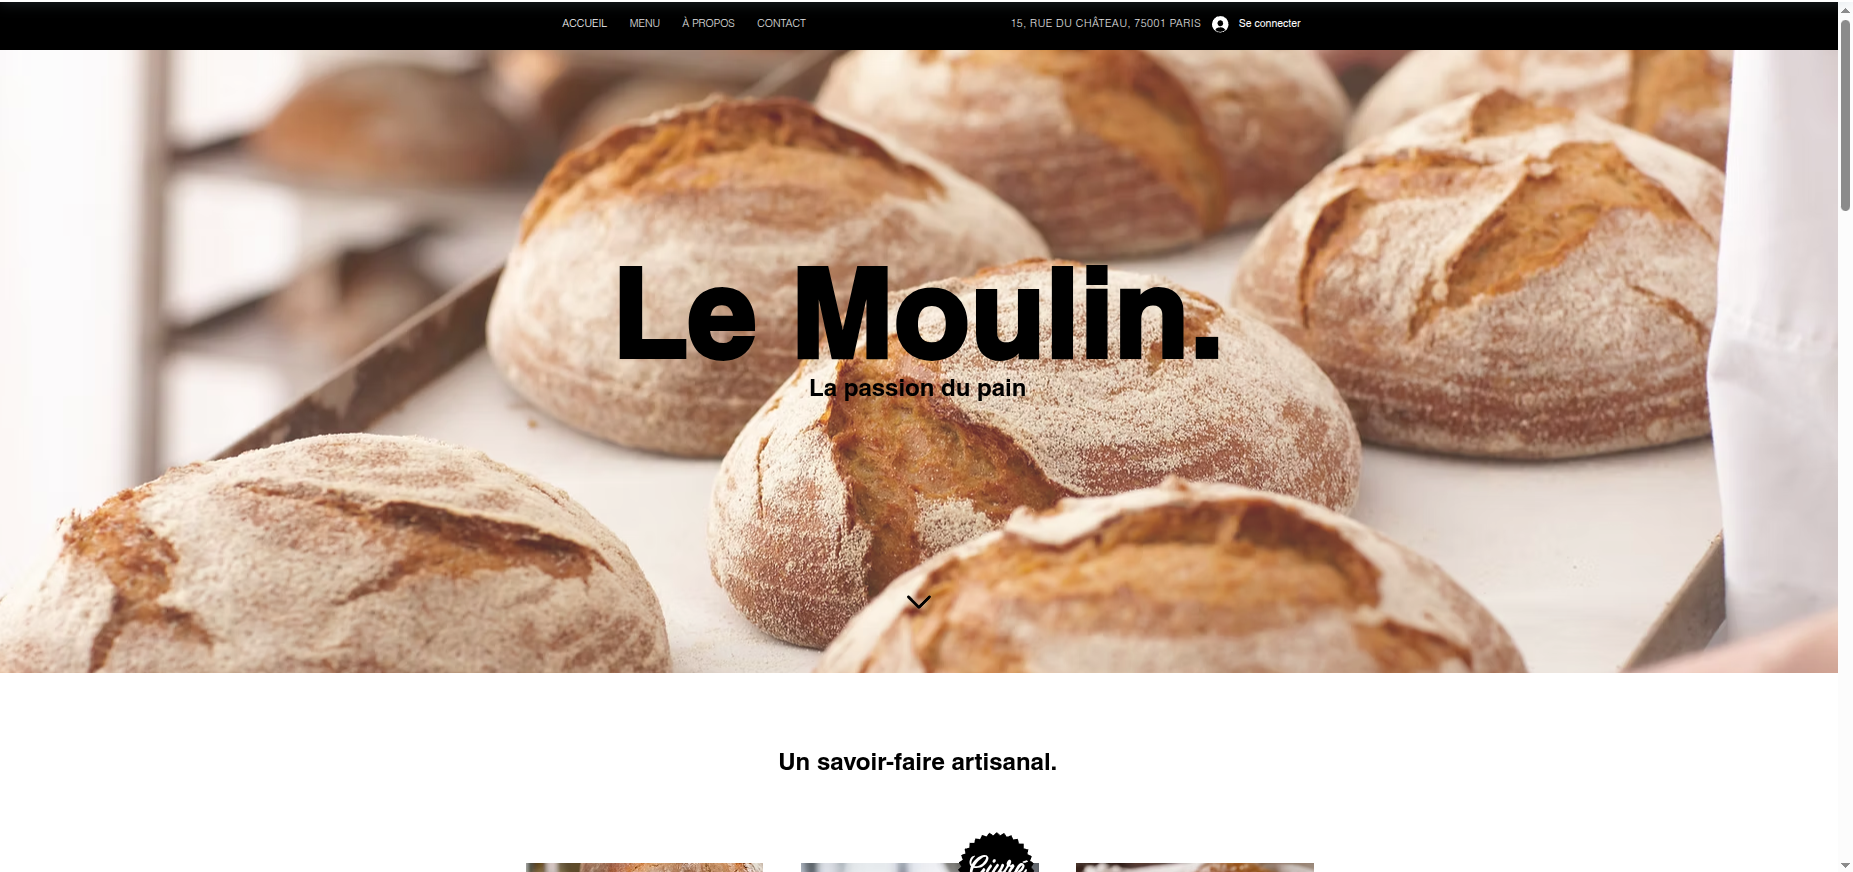 ACCUEIL MENU À PROPOS CONTACT 15, RUE DU CHÂTEAU, 75001 PARIS Se connecter
Le Moulin.
La passion du pain
Un savoir-faire artisanal.